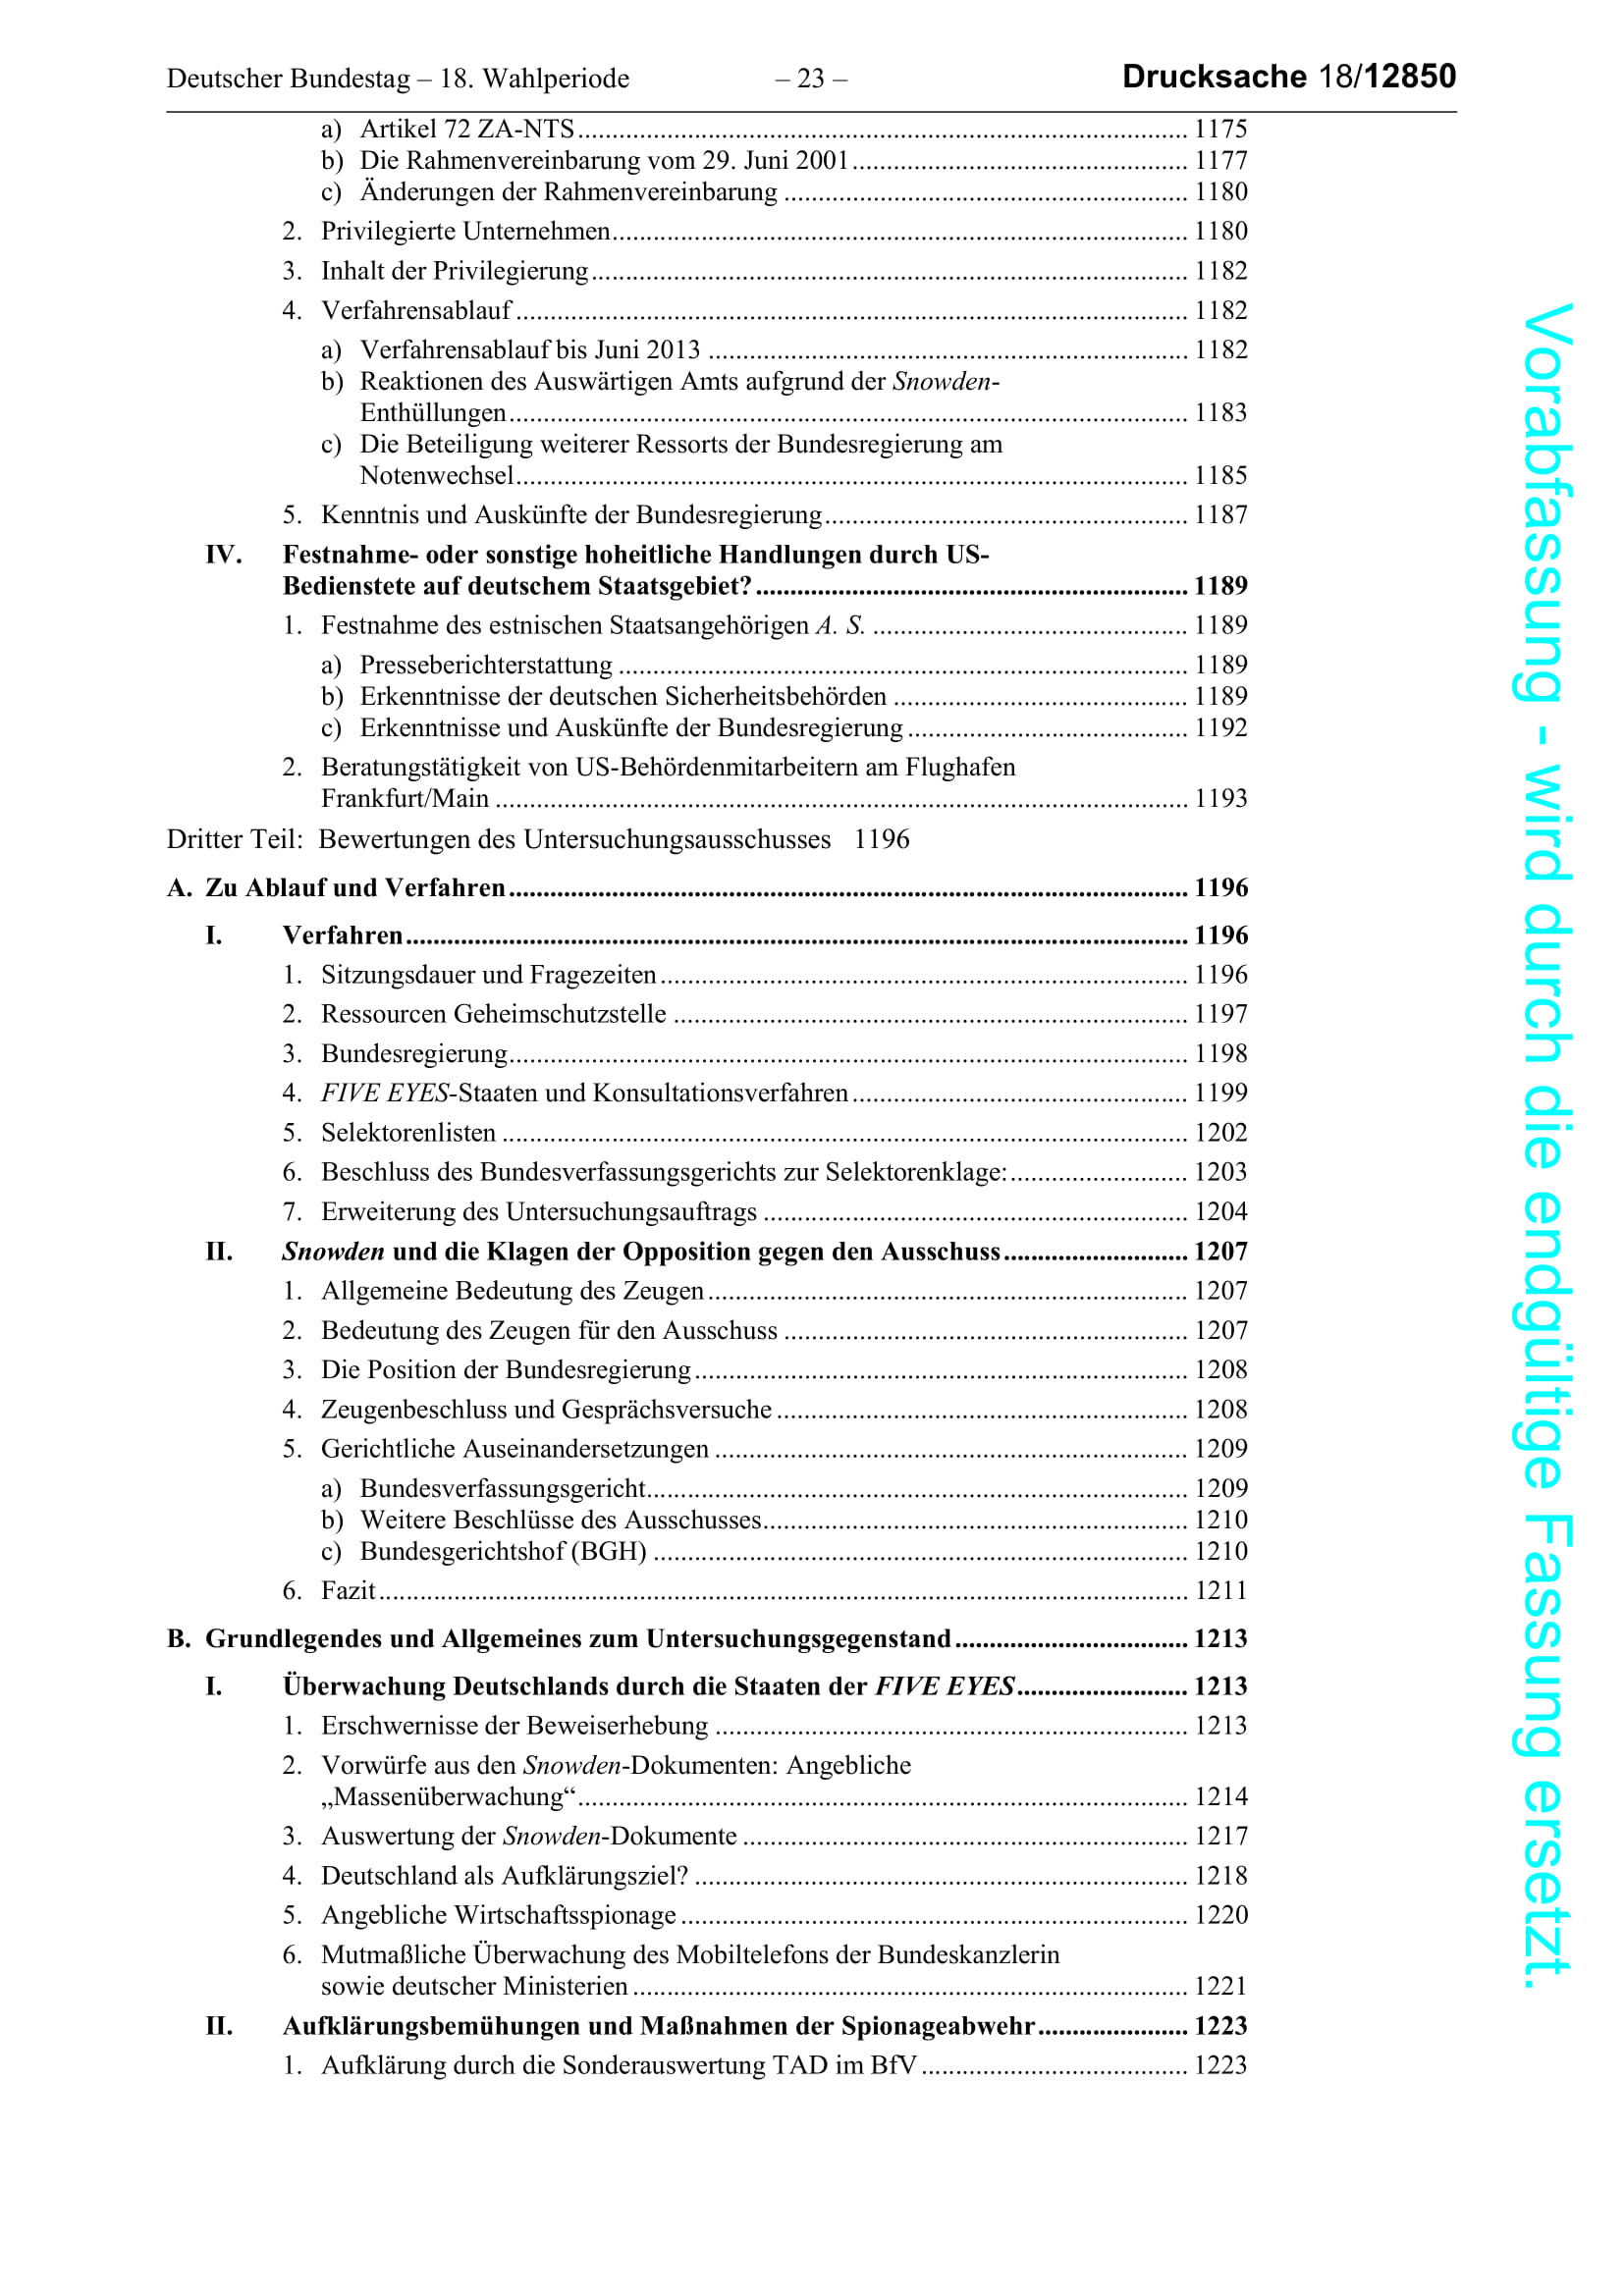 Deutscher Bundestag – 18. Wahlperiode – 23 – Drucksache 18/12850
a) Artikel 72 ZA-NTS 1175
b) Die Rahmenvereinbarung vom 29. Juni 2001 1177
c) Änderungen der Rahmenvereinbarung 1180
2. Privilegierte Unternehmen 1180
3. Inhalt der Privilegierung 1182
4. Verfahrensablauf 1182
a) Verfahrensablauf bis Juni 2013 1182
b) Reaktionen des Auswärtigen Amts aufgrund der Snowden-
Enthüllungen 1183
c) Die Beteiligung weiterer Ressorts der Bundesregierung am
Notenwechsel 1185
5. Kenntnis und Auskünfte der Bundesregierung 1187
IV. Festnahme- oder sonstige hoheitliche Handlungen durch US-
Bedienstete auf deutschem Staatsgebiet? 1189
1. Festnahme des estnischen Staatsangehörigen A. S. 1189
a) Presseberichterstattung 1189
b) Erkenntnisse der deutschen Sicherheitsbehörden 1189
c) Erkenntnisse und Auskünfte der Bundesregierung 1192
2. Beratungstätigkeit von US-Behördenmitarbeitern am Flughafen
Frankfurt/Main 1193
Dritter Teil: Bewertungen des Untersuchungsausschusses 1196
A. Zu Ablauf und Verfahren 1196
I. Verfahren 1196
1. Sitzungsdauer und Fragezeiten 1196
2. Ressourcen Geheimschutzstelle 1197
3. Bundesregierung 1198
4. FIVE EYES-Staaten und Konsultationsverfahren 1199
5. Selektorenlisten 1202
6. Beschluss des Bundesverfassungsgerichts zur Selektorenklage: 1203
7. Erweiterung des Untersuchungsauftrags 1204
II. Snowden und die Klagen der Opposition gegen den Ausschuss 1207
1. Allgemeine Bedeutung des Zeugen 1207
2. Bedeutung des Zeugen für den Ausschuss 1207
3. Die Position der Bundesregierung 1208
4. Zeugenbeschluss und Gesprächsversuche 1208
5. Gerichtliche Auseinandersetzungen 1209
a) Bundesverfassungsgericht 1209
b) Weitere Beschlüsse des Ausschusses 1210
c) Bundesgerichtshof (BGH) 1210
6. Fazit 1211
B. Grundlegendes und Allgemeines zum Untersuchungsgegenstand 1213
I. Überwachung Deutschlands durch die Staaten der FIVE EYES 1213
1. Erschwernisse der Beweiserhebung 1213
2. Vorwürfe aus den Snowden-Dokumenten: Angebliche
„Massenüberwachung“ 1214
3. Auswertung der Snowden-Dokumente 1217
4. Deutschland als Aufklärungsziel? 1218
5. Angebliche Wirtschaftsspionage 1220
6. Mutmaßliche Überwachung des Mobiltelefons der Bundeskanzlerin
sowie deutscher Ministerien 1221
II. Aufklärungsbemühungen und Maßnahmen der Spionageabwehr 1223
1. Aufklärung durch die Sonderauswertung TAD im BfV 1223
Vorabfassung - wird durch die endgültige Fassung ersetzt.